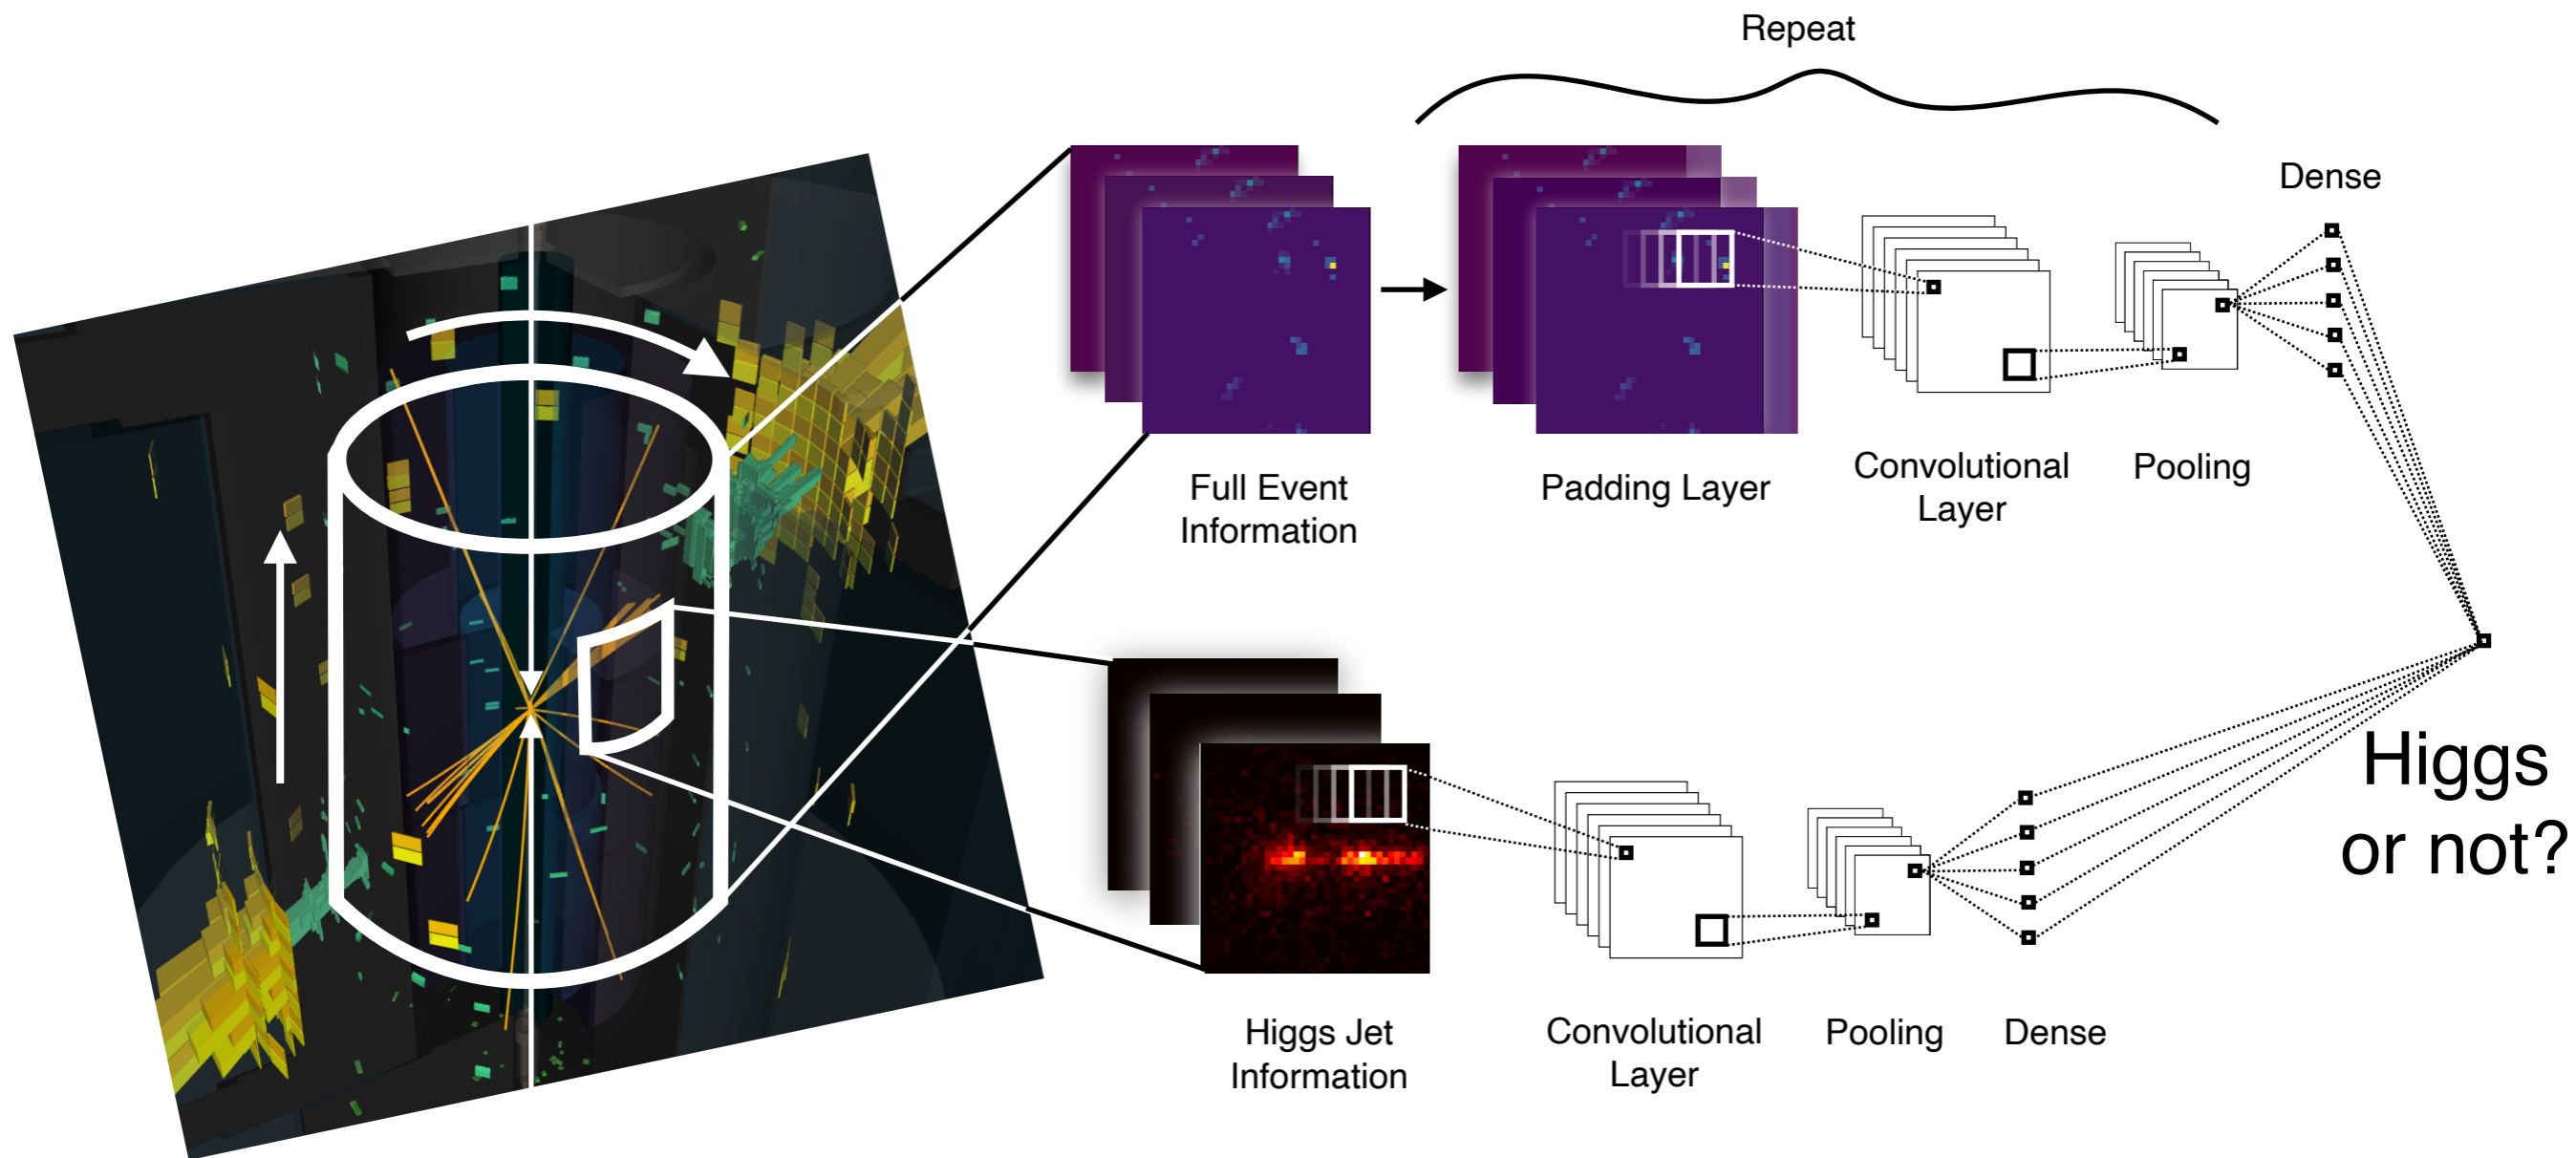 Repeat
Dense
Full Event
Information
Padding Layer
Convolutional
Layer
Pooling
Higgs
or not?
Higgs Jet
Information
Convolutional
Layer
Pooling
Dense